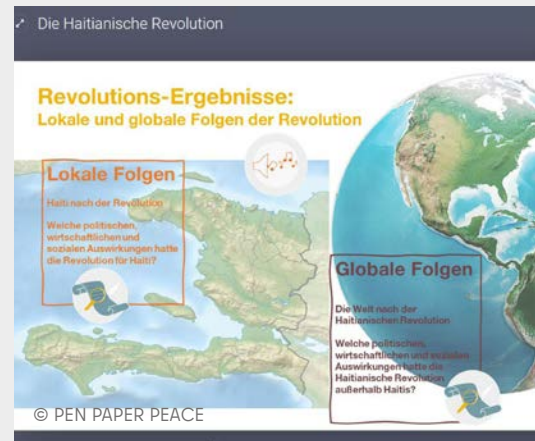 Die Haitianische Revolution
Revolutions-Ergebnisse:
Lokale und globale Folgen der Revolution
Lokale Folgen
Haiti nach der Revolution
Welche politischen,
wirtschaftlichen und
sozialen Auswirkungen hatte
die Revolution für Haiti?
Globale Folgen
Die Welt nach der
Haitianischen Revolution
Welche politischen,
wirtschaftlichen und sozialen
Auswirkungen hatte die
Haitianische Revolution
außerhalb Haitis?
© PEN PAPER PEACE